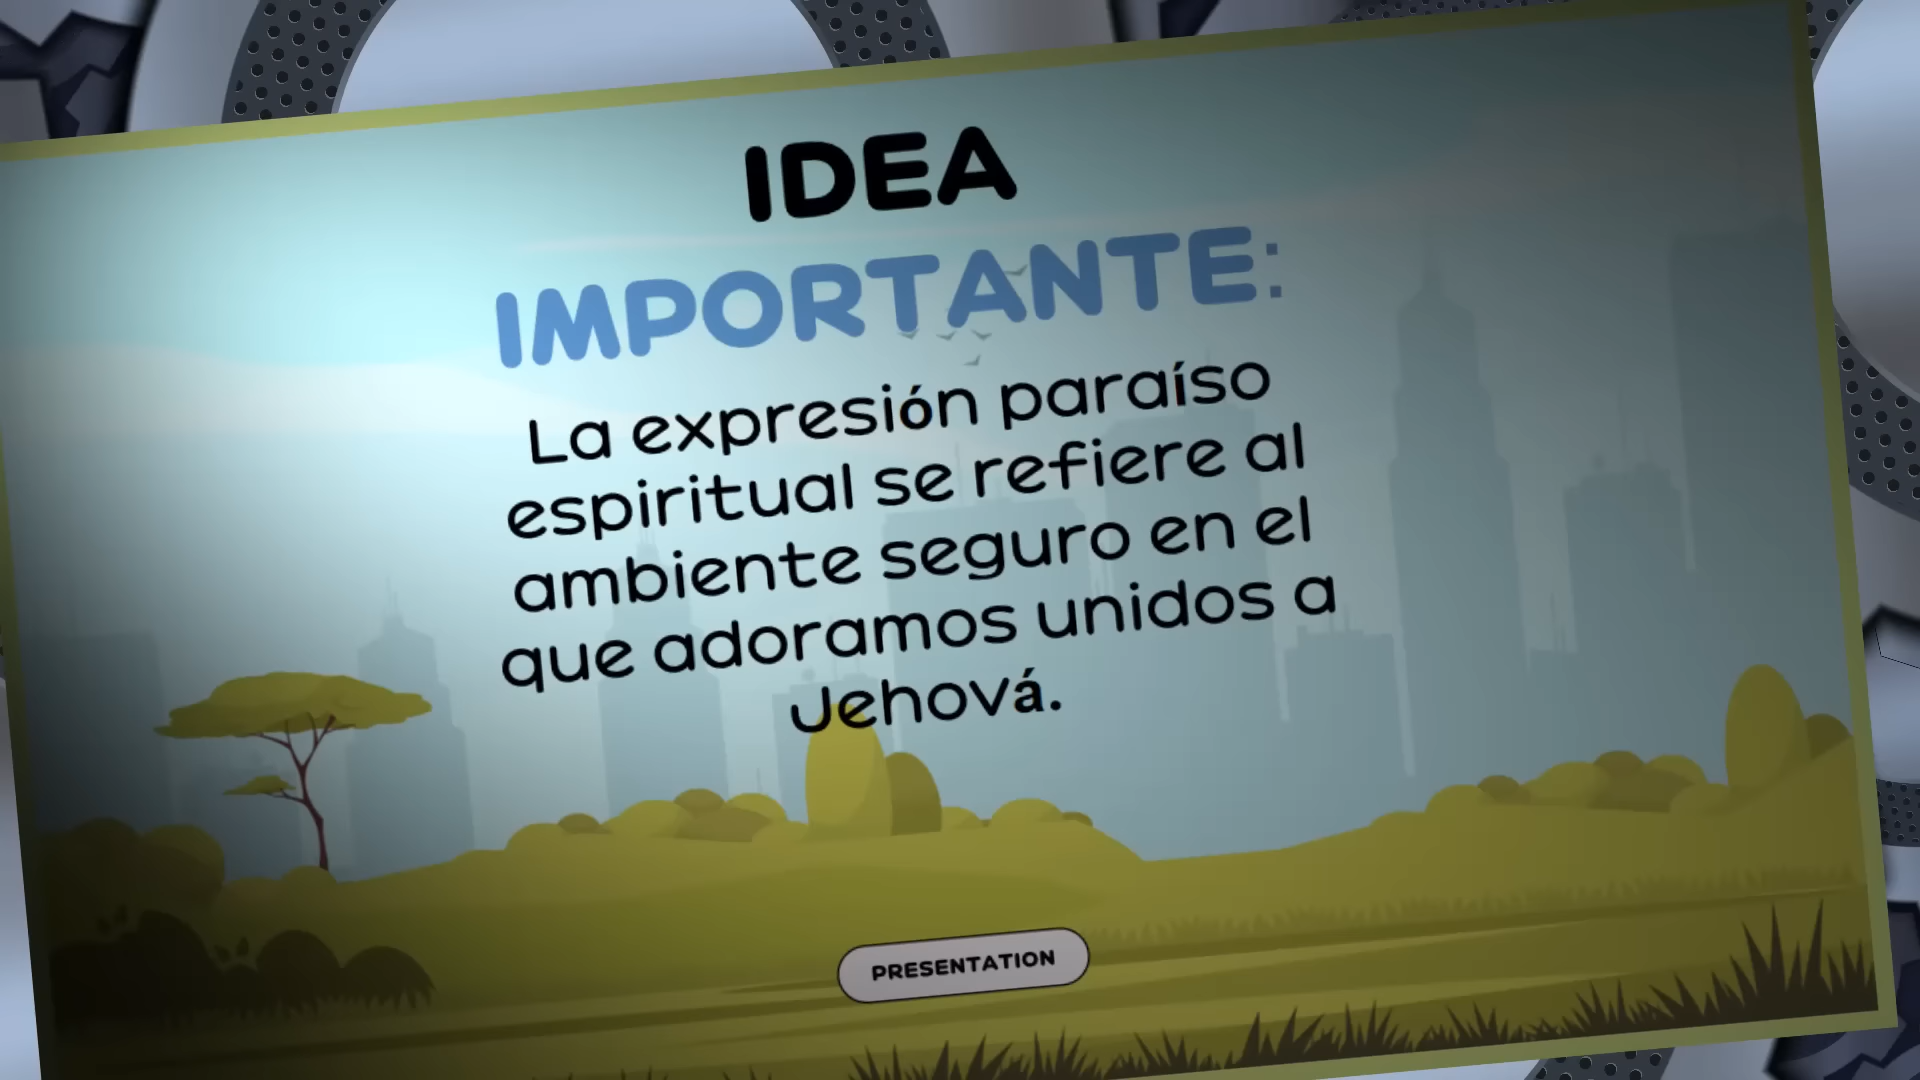 IDEA
IMPORTANTE:
La expresión paraíso
espiritual se refiere al
ambiente seguro en el
que adoramos unidos a
Jehová.
PRESENTATION